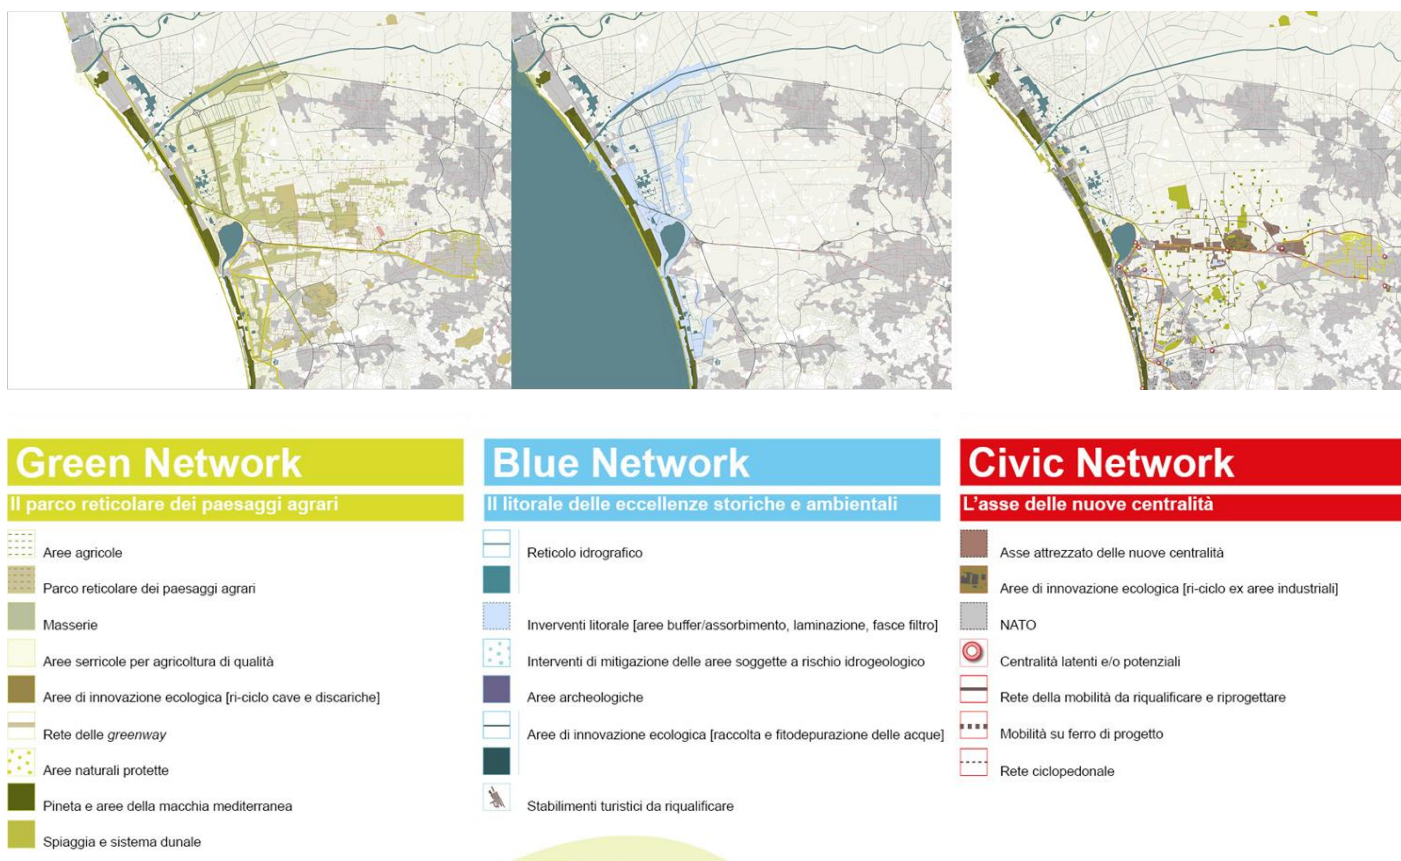 Green Network
Il parco reticolare dei paesaggi agrari
Aree agricole
Parco reticolare dei paesaggi agrari
Masserie
Aree serricole per agricoltura di qualità
Aree di innovazione ecologica [ri-ciclo cave e discariche]
Rete delle greenway
Aree naturali protette
Pineta e aree della macchia mediterranea
Spiaggia e sistema dunale
Blue Network
Il litorale delle eccellenze storiche e ambientali
Reticolo idrografico
Inverventi litorale [aree buffer/assorbimento, laminazione, fasce filtro]
Interventi di mitigazione delle aree soggette a rischio idrogeologico
Aree archeologiche
Aree di innovazione ecologica [raccolta e fitodepurazione delle acque]
Stabilimenti turistici da riqualificare
Civic Network
L'asse delle nuove centralità
Asse attrezzato delle nuove centralità
Aree di innovazione ecologica [ri-ciclo ex aree industriali]
NATO
Centralità latenti e/o potenziali
Rete della mobilità da riqualificare e riprogettare
Mobilità su ferro di progetto
Rete ciclopedonale